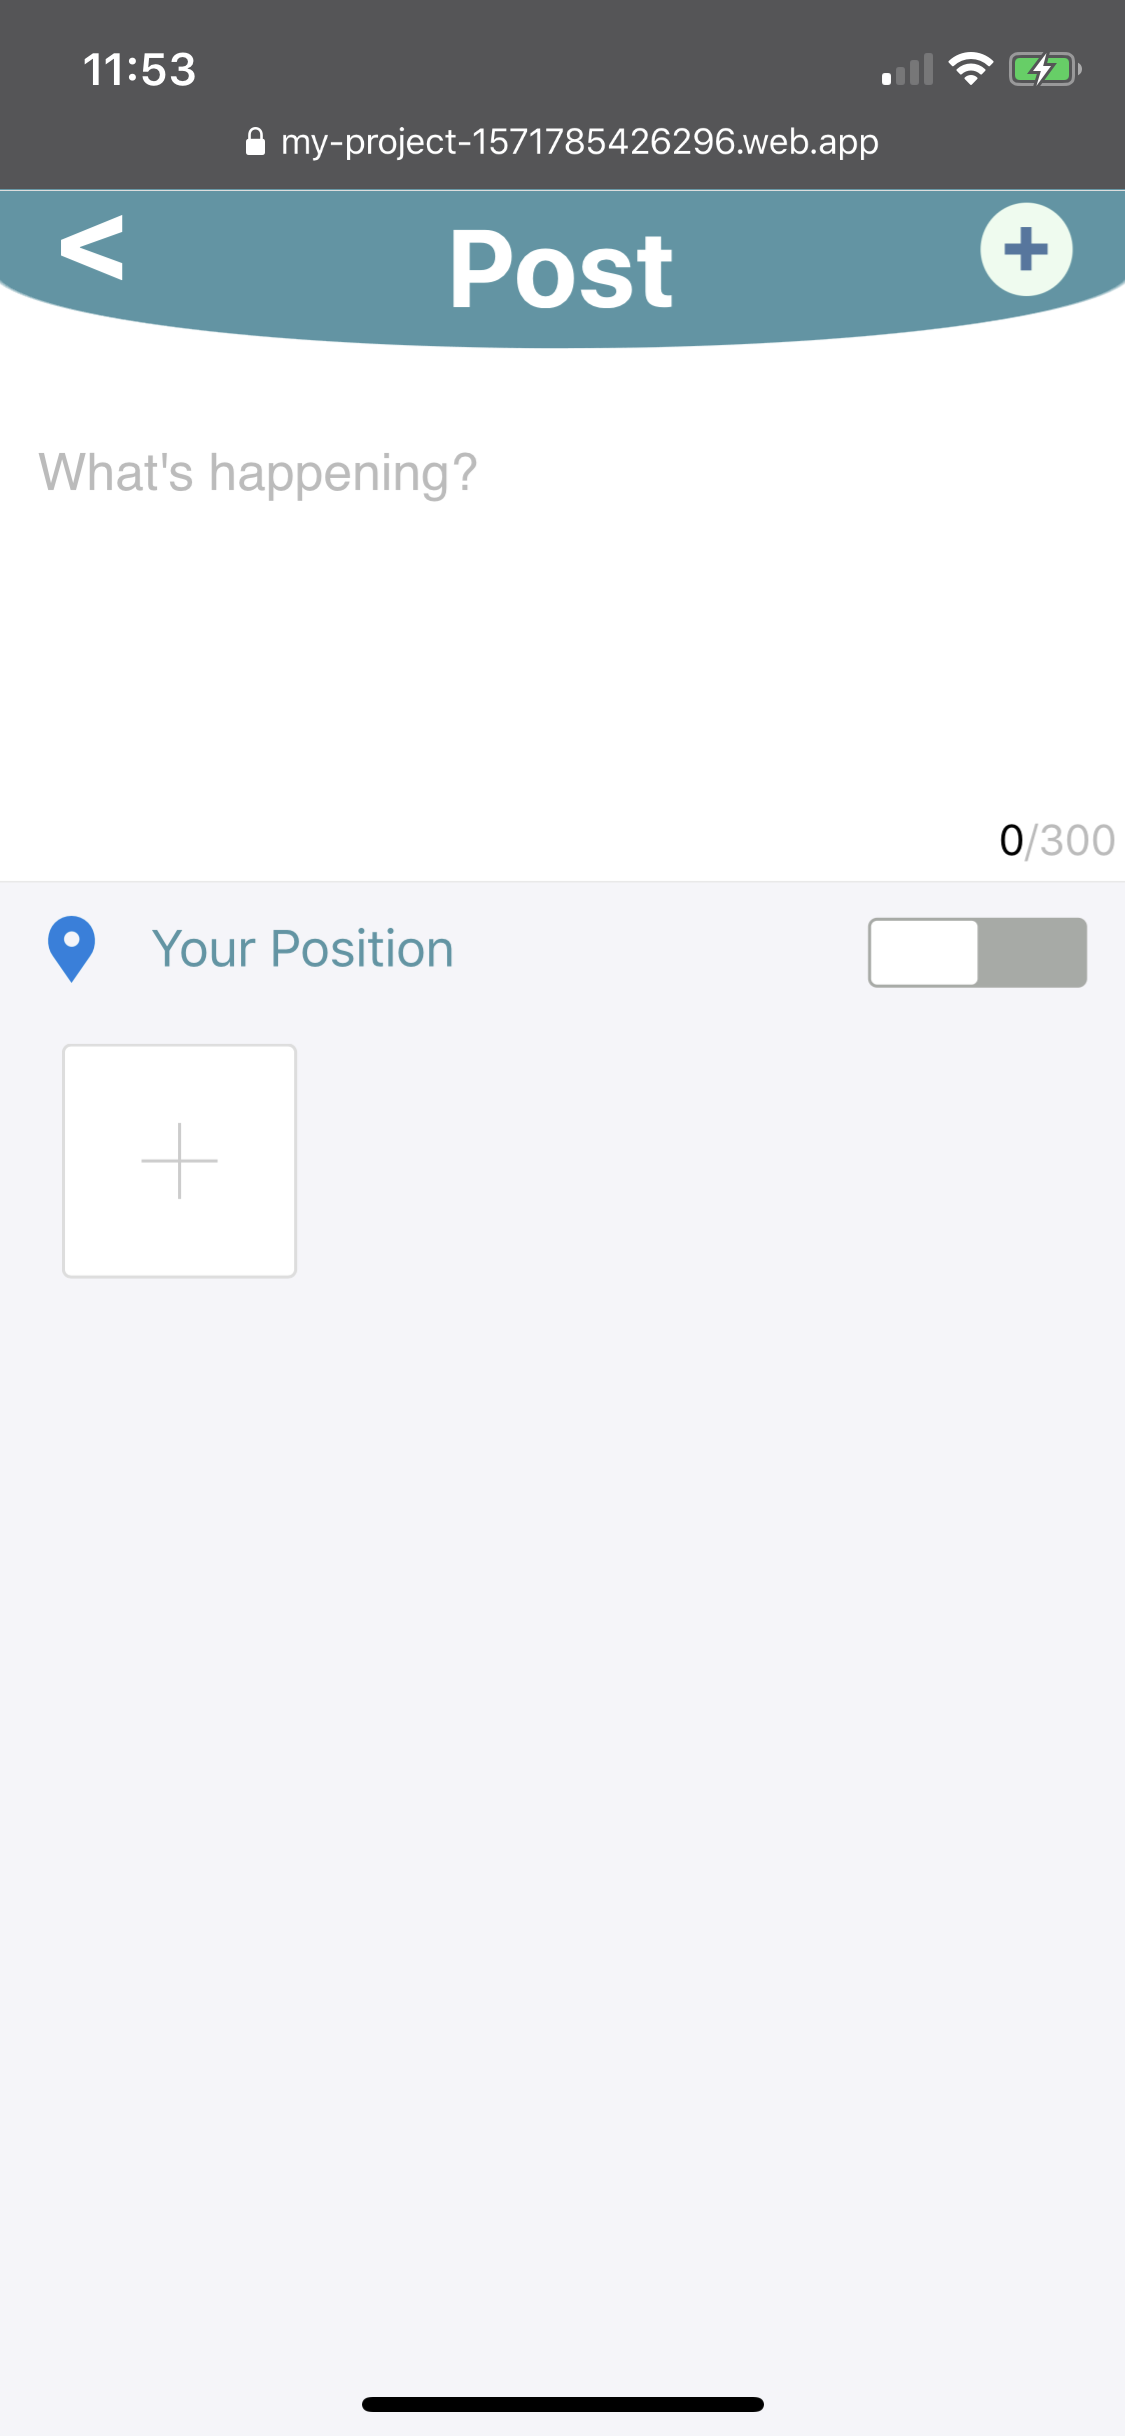 11:53
my-project-1571785426296.web.app
< Post +
What's happening?
0/300
Your Position